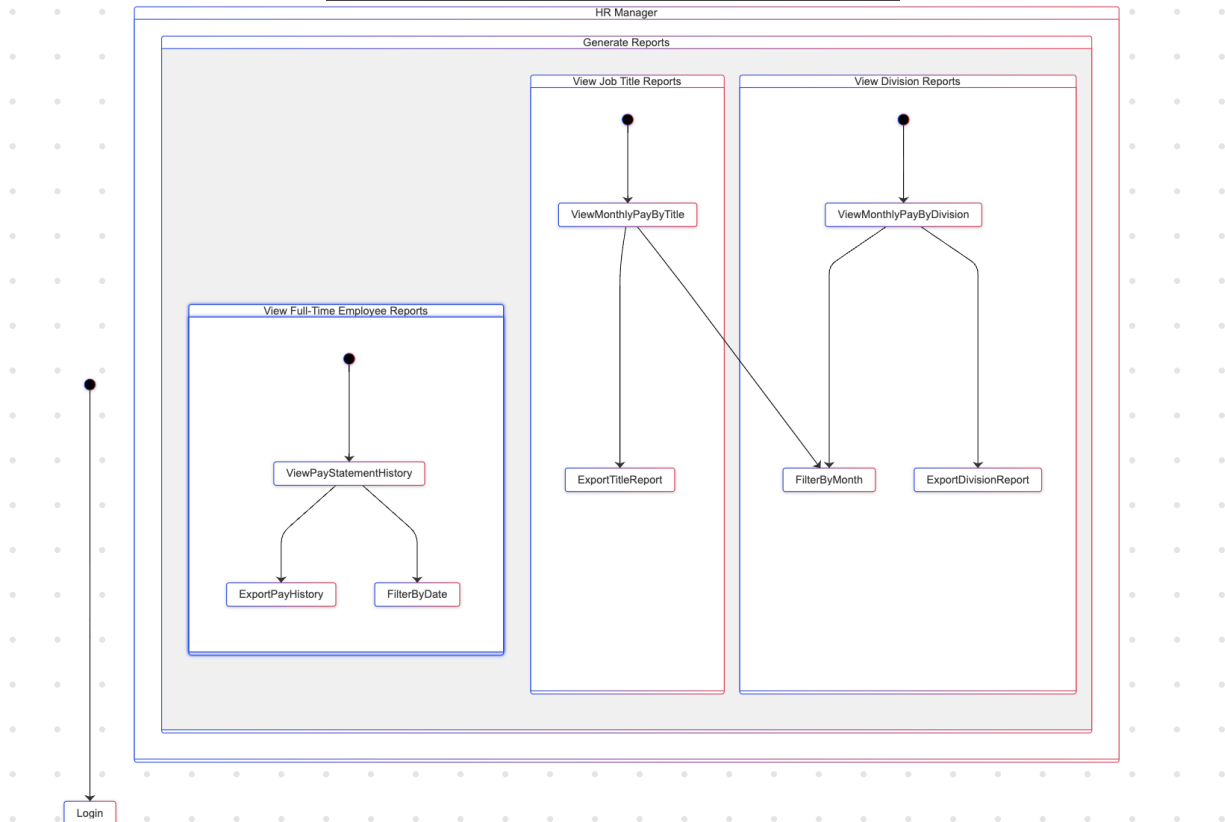 HR Manager
Generate Reports
View Job Title Reports
View Division Reports
ViewMonthlyPayByTitle
ViewMonthlyPayByDivision
View Full-Time Employee Reports
ViewPayStatementHistory
ExportTitleReport
FilterByMonth
ExportDivisionReport
ExportPayHistory
FilterByDate
Login